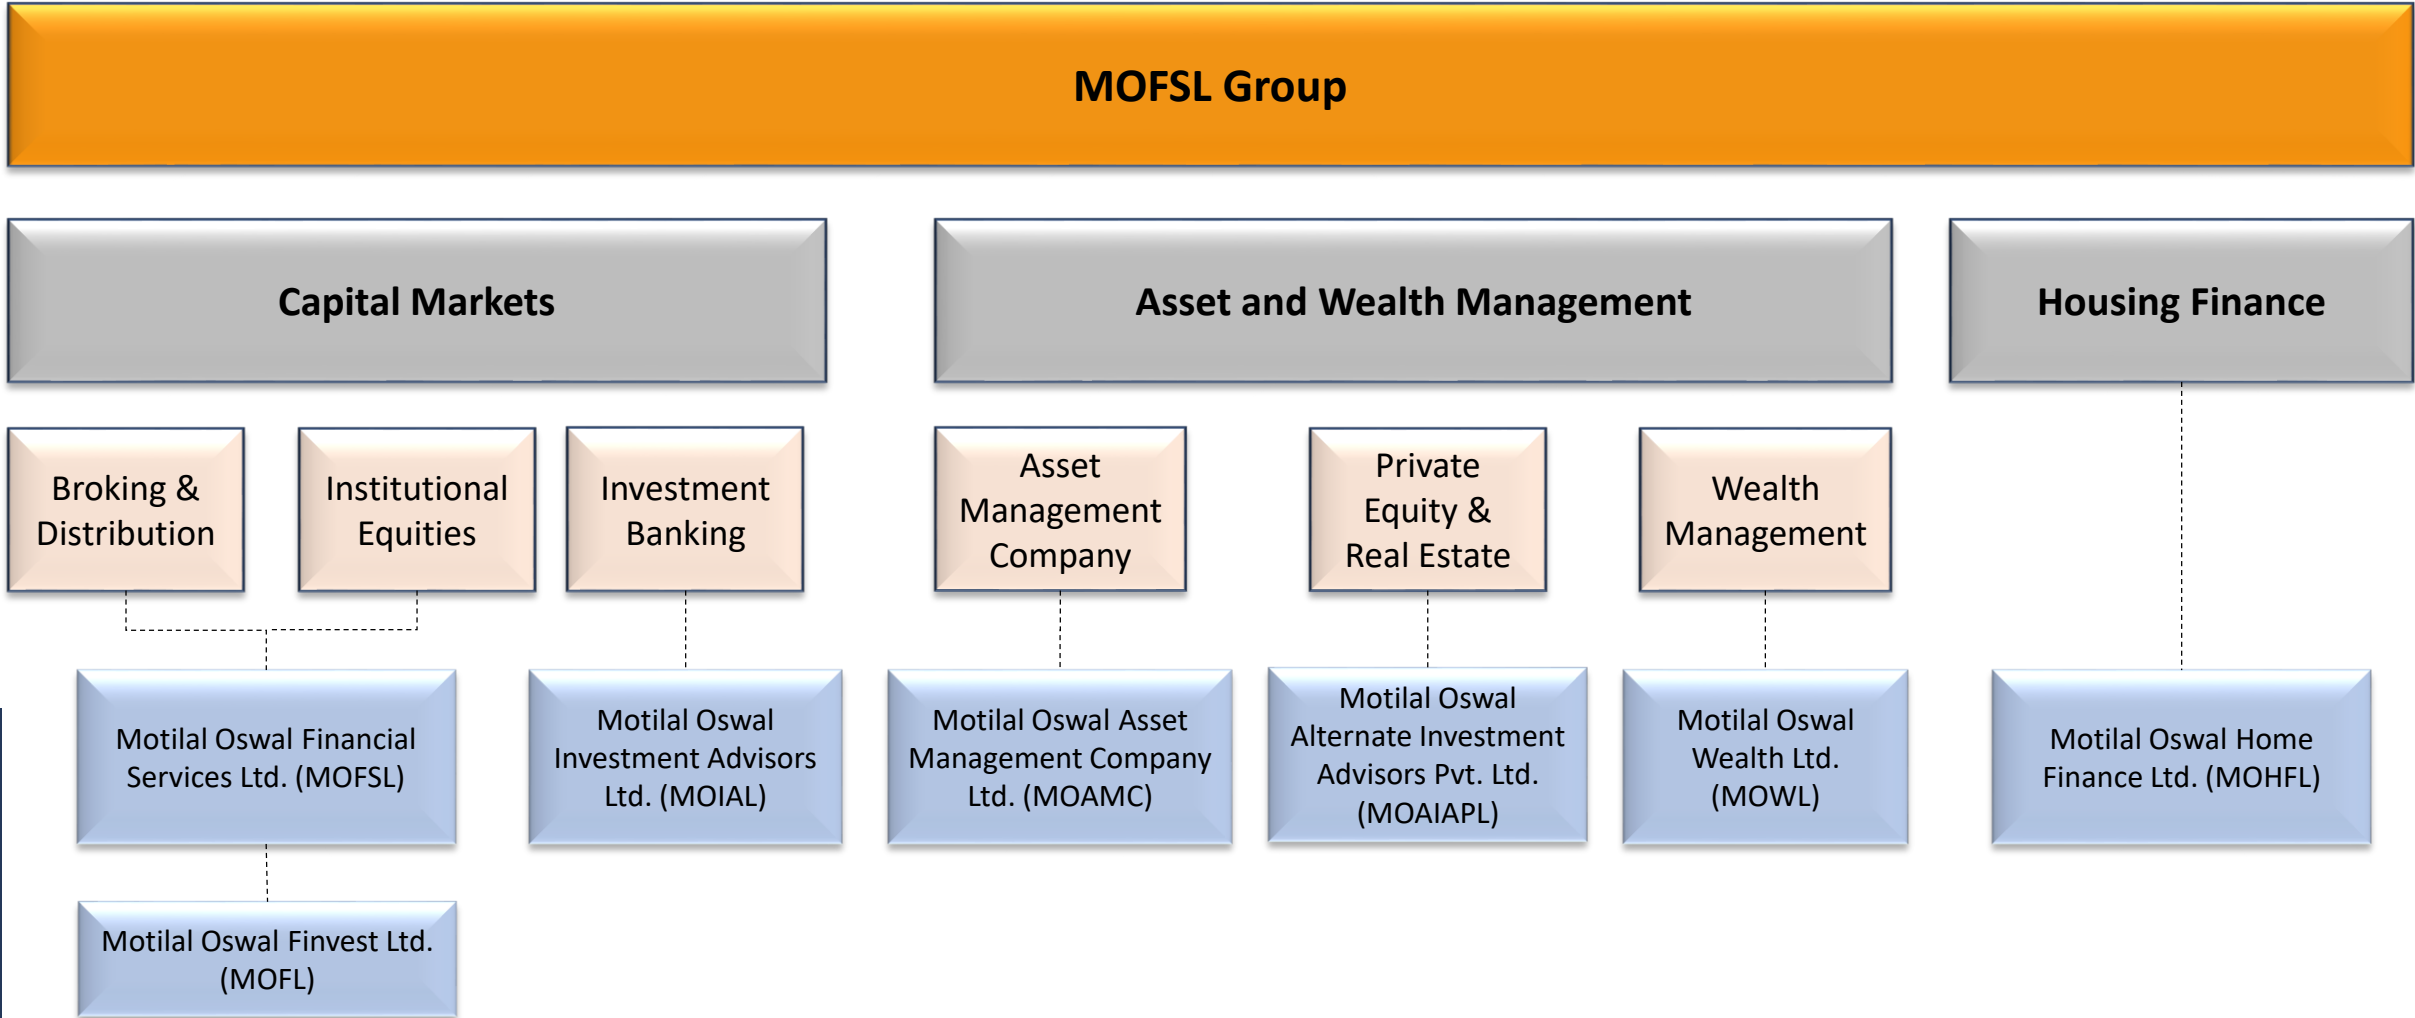 MOFSL Group
Capital Markets
Asset and Wealth Management
Housing Finance
Broking &
Distribution
Institutional
Equities
Investment
Banking
Asset
Management
Company
Private
Equity &
Real Estate
Wealth
Management
Motilal Oswal Financial
Services Ltd. (MOFSL)
Motilal Oswal
Investment Advisors
Ltd. (MOIAL)
Motilal Oswal Asset
Management Company
Ltd. (MOAMC)
Motilal Oswal
Alternate Investment
Advisors Pvt. Ltd.
(MOAIAPL)
Motilal Oswal
Wealth Ltd.
(MOWL)
Motilal Oswal Home
Finance Ltd. (MOHFL)
Motilal Oswal Finvest Ltd.
(MOFL)